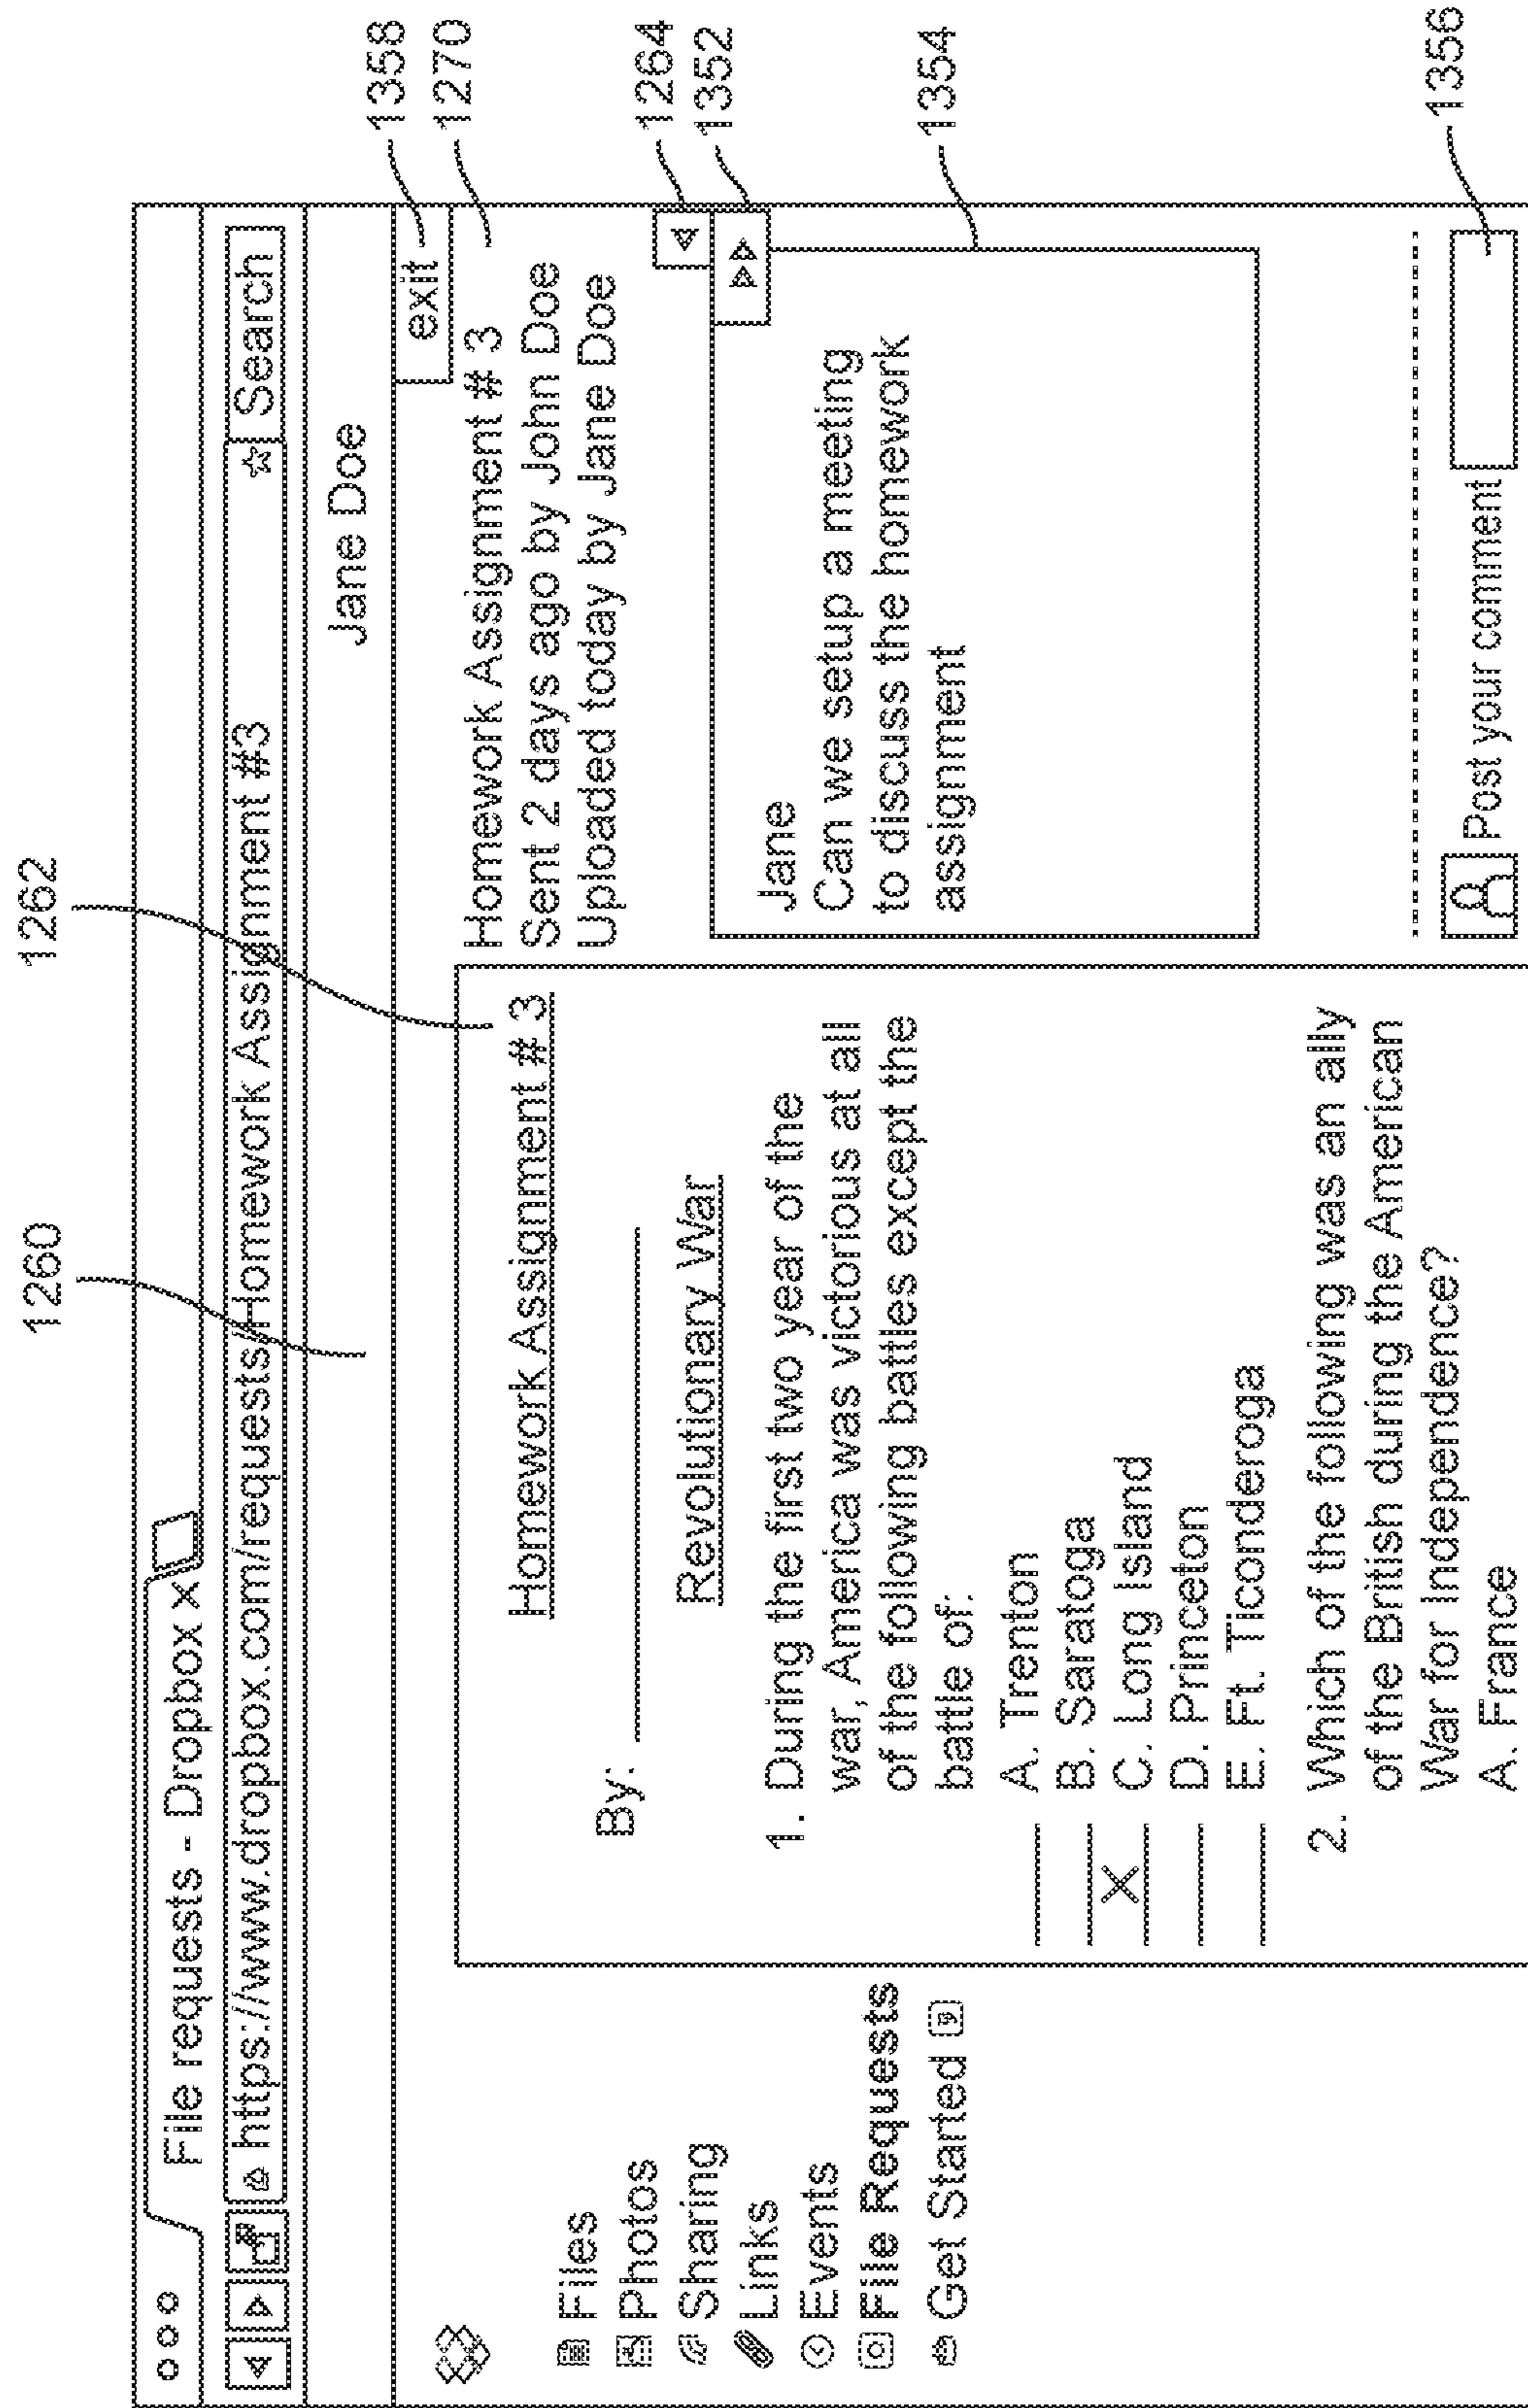 1260
1262
File requests - Dropbox x
https://www.dropbox.com/requests/Homework Assignment #3
Search
Jane Doe
exit
1358
1270
Files
Photos
Sharing
Links
Events
File Requests
Get Started
Homework Assignment # 3
By:
Revolutionary War
1. During the first two year of the
war, America was victorious at all
of the following battles except the
battle of:
A. Trenton
B. Saratoga
X C. Long Island
D. Princeton
E. Ft. Ticonderoga
2. Which of the following was an ally
of the British during the American
War for Independence?
A. France
Homework Assignment # 3
Sent 2 days ago by John Doe
Uploaded today by Jane Doe
1264
1352
Jane
Can we setup a meeting
to discuss the homework
assignment
1354
Post your comment
1356